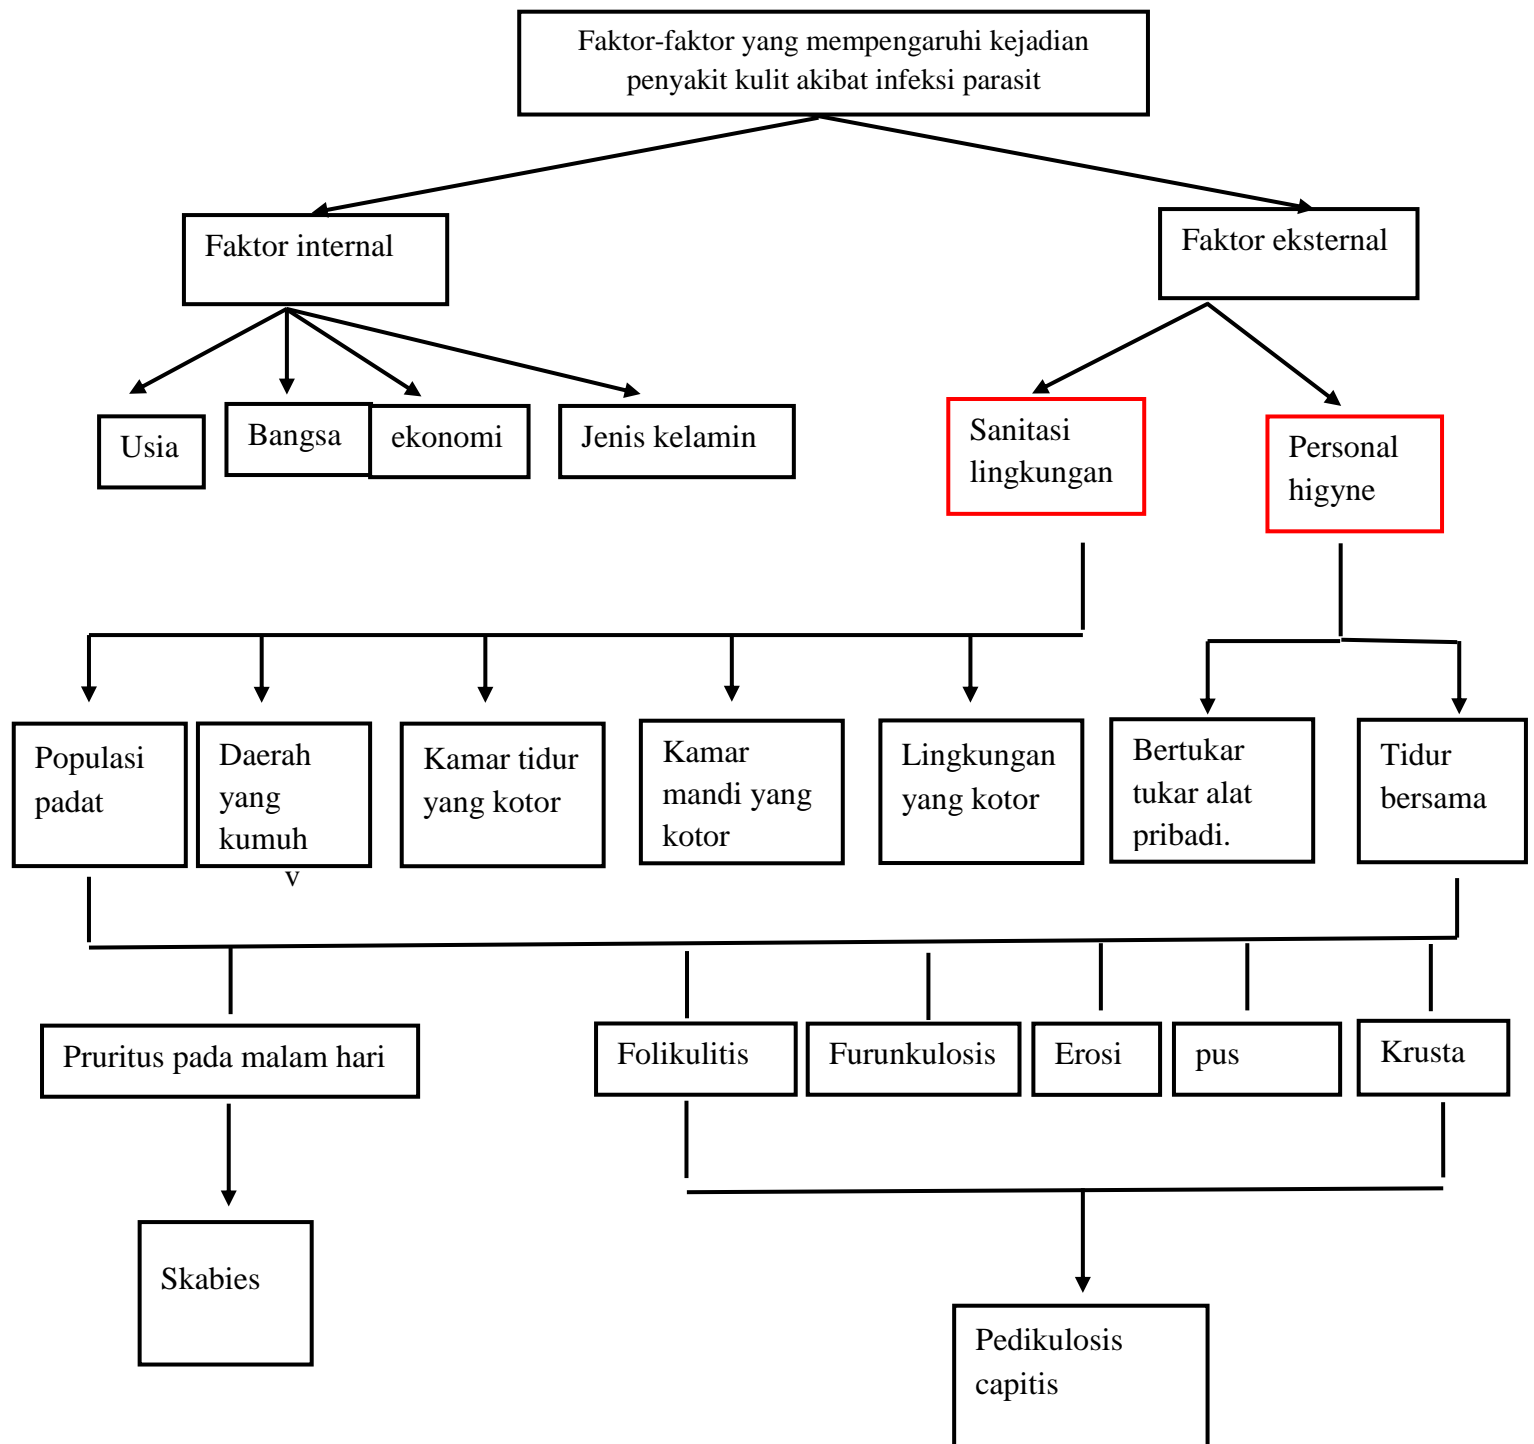 Faktor-faktor yang mempengaruhi kejadian
penyakit kulit akibat infeksi parasit
Faktor internal
Faktor eksternal
Usia
Bangsa
ekonomi
Jenis kelamin
Sanitasi
lingkungan
Personal
higyne
Populasi
padat
Daerah
yang
kumuh
v
Kamar tidur
yang kotor
Kamar
mandi yang
kotor
Lingkungan
yang kotor
Bertukar
tukar alat
pribadi.
Tidur
bersama
Pruritus pada malam hari
Folikulitis
Furunkulosis
Erosi
pus
Krusta
Skabies
Pedikulosis
capitis